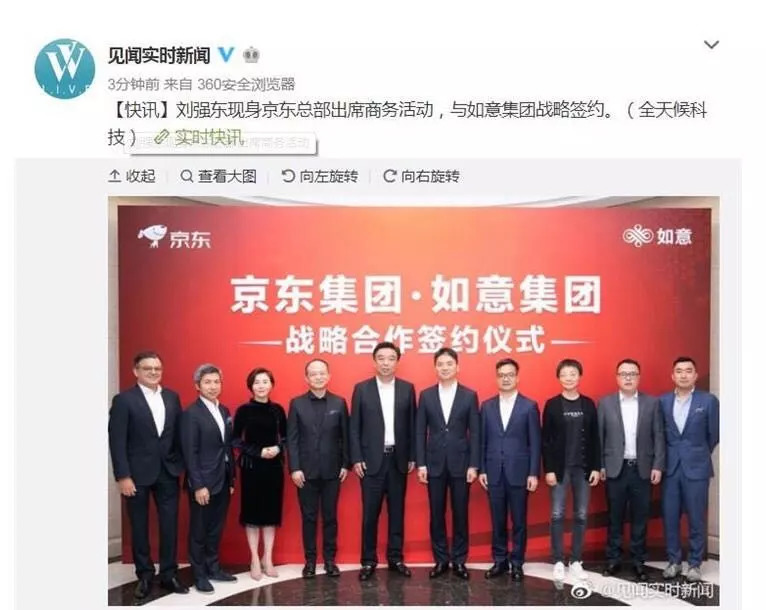 见闻实时新闻
3分钟前 来自 360安全浏览器
【快讯】刘强东现身京东总部出席商务活动，与如意集团战略签约。（全天候科
技） 实时快讯
收起 查看大图 向左旋转 向右旋转
京东 如意
京东集团·如意集团
战略合作签约仪式
@见闻实时新闻